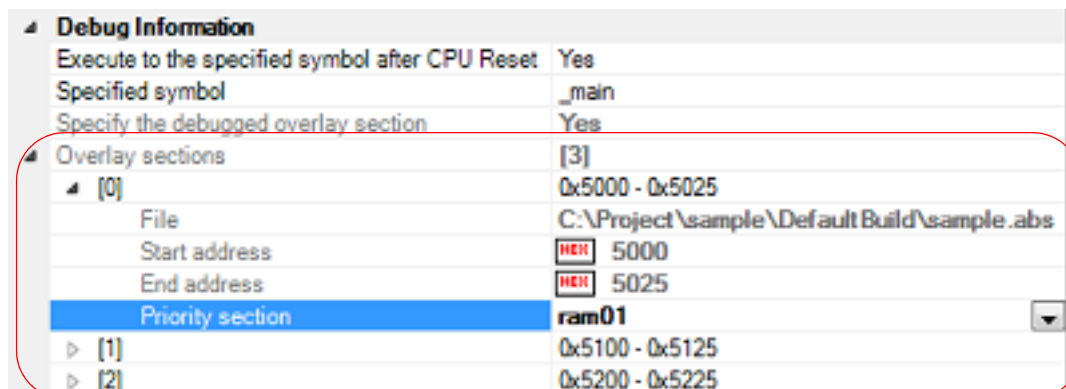 Debug Information
Execute to the specified symbol after CPU Reset Yes
Specified symbol _main
Specify the debugged overlay section Yes
Overlay sections [3]
[0] 0x5000 - 0x5025
File C:\Project\sample\DefaultBuild\sample.abs
Start address HEX 5000
End address HEX 5025
Priority section ram01
[1] 0x5100 - 0x5125
[2] 0x5200 - 0x5225